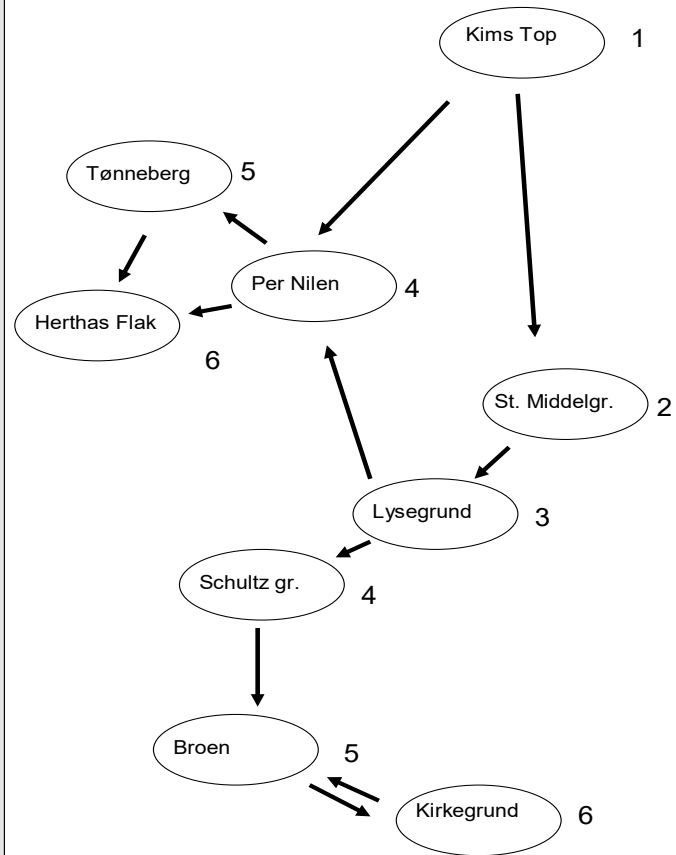 Kims Top
1
Tønneberg
5
Per Nilen
4
Herthas Flak
6
St. Middelgr.
2
Lysegrund
3
Schultz gr.
4
Broen
5
Kirkegrund
6